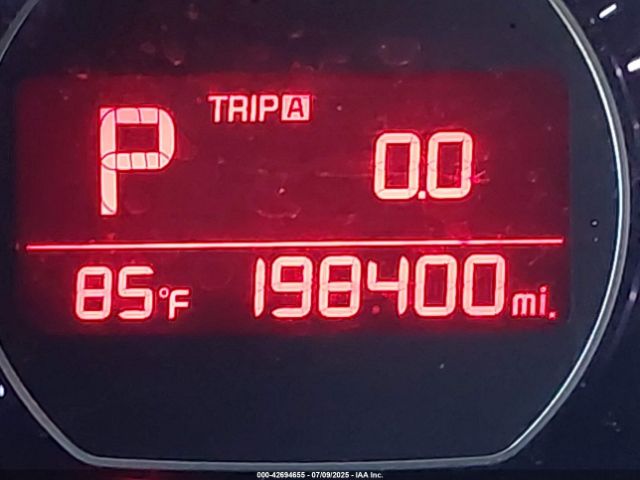 TRIP A
P
0.0
85°F 198400 mi.
000-42694655 - 07/09/2025 - IAA Inc.